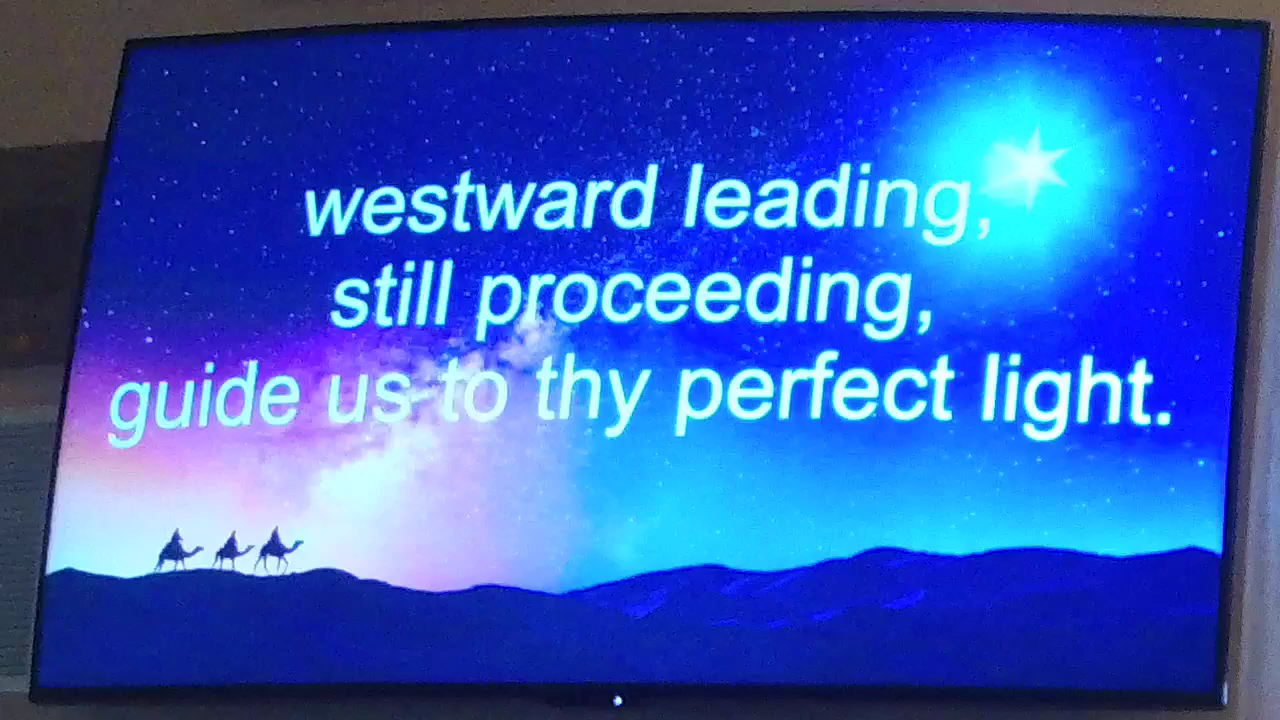 westward leading,
still proceeding,
guide us to thy perfect light.